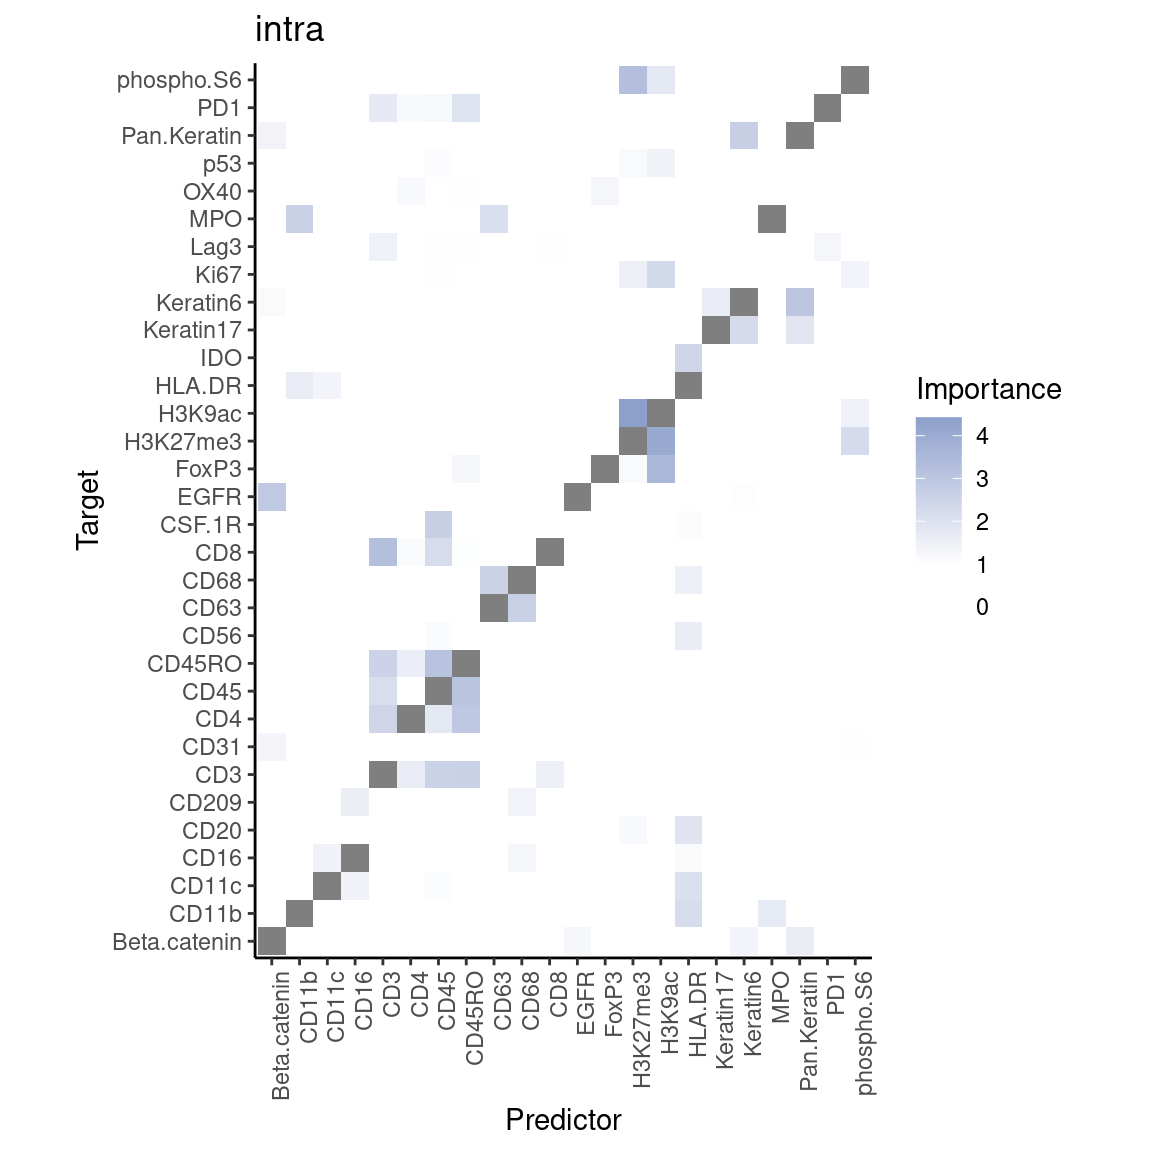 intra
phospho.S6
PD1
Pan.Keratin
p53
OX40
MPO
Lag3
Ki67
Keratin6
Keratin17
IDO
HLA.DR
H3K9ac
H3K27me3
FoxP3
EGFR
CSF.1R
CD8
CD68
CD63
CD56
CD45RO
CD45
CD4
CD31
CD3
CD209
CD20
CD16
CD11c
CD11b
Beta.catenin
Target
Beta.catenin
CD11b
CD11c
CD16
CD3
CD4
CD45
CD45RO
CD63
CD68
CD8
EGFR
FoxP3
H3K27me3
H3K9ac
HLA.DR
Keratin17
Keratin6
MPO
Pan.Keratin
PD1
phospho.S6
Predictor
Importance
4
3
2
1
0